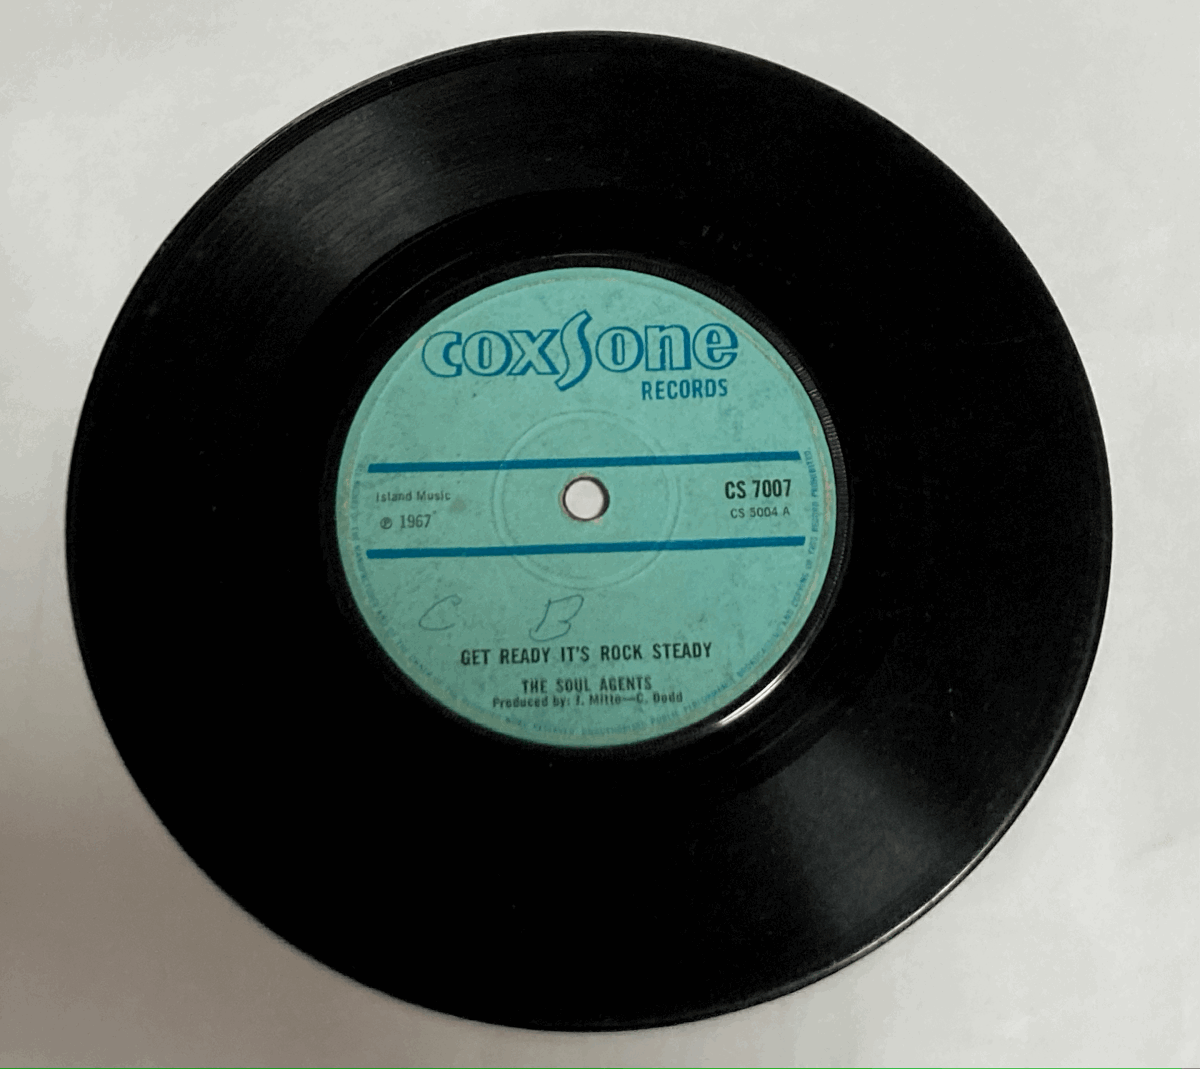 coxSone
RECORDS
Island Music
℗ 1967
CS 7007
CS 5004 A
C B
GET READY IT'S ROCK STEADY
THE SOUL AGENTS
Produced by: J. Mitto—C. Dodd